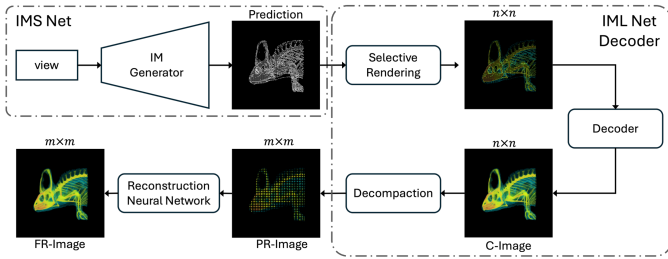 IMS Net
Prediction
view
IM
Generator
IML Net
Decoder
n×n
Selective
Rendering
Decoder
m×m
m×m
n×n
Reconstruction
Neural Network
Decompaction
FR-Image
PR-Image
C-Image